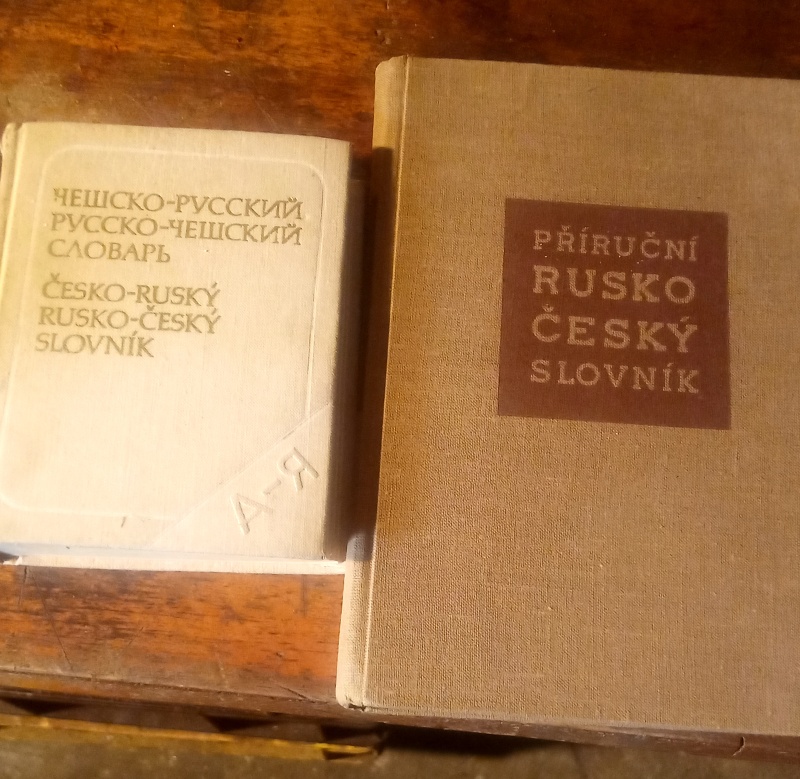 ЧЕШСКО-РУССКИЙ
РУССКО-ЧЕШСКИЙ
СЛОВАРЬ
ČESKO-RUSKÝ
RUSKO-ČESKÝ
SLOVNÍK
А-Я
PŘÍRUČNÍ
RUSKO
ČESKÝ
SLOVNÍK